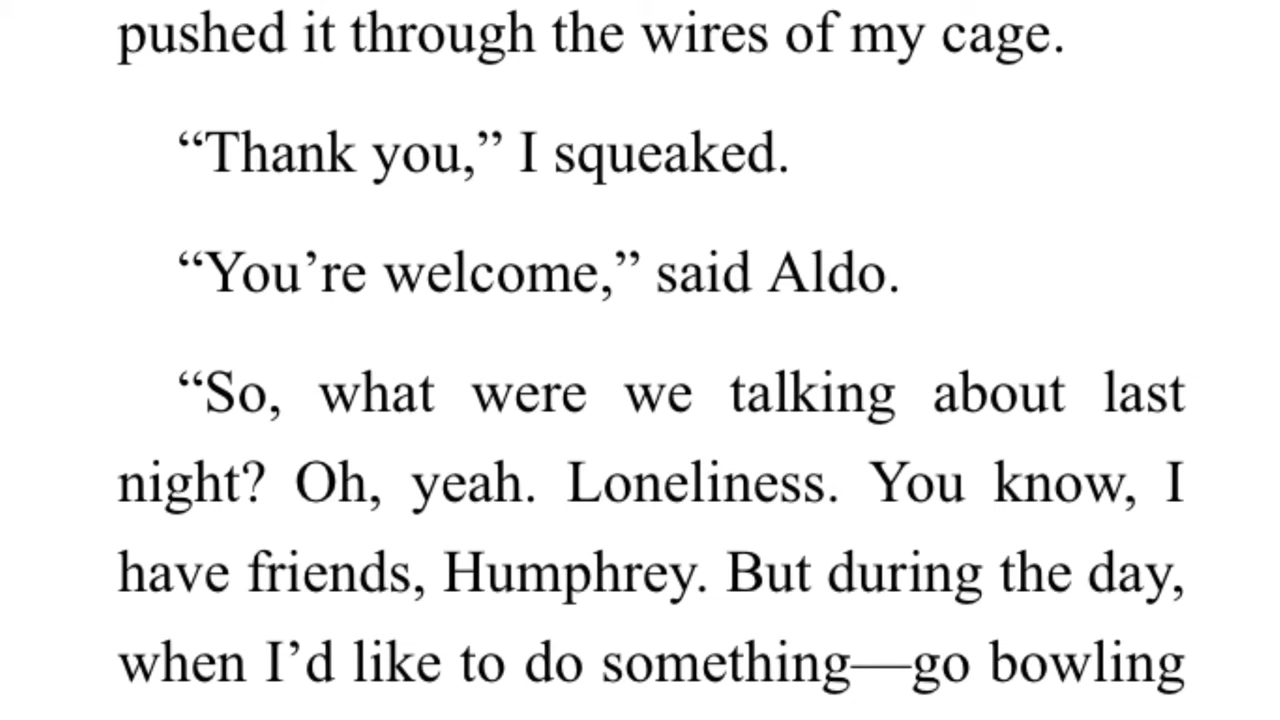 pushed it through the wires of my cage.
“Thank you,” I squeaked.
“You’re welcome,” said Aldo.
“So, what were we talking about last
night? Oh, yeah. Loneliness. You know, I
have friends, Humphrey. But during the day,
when I’d like to do something—go bowling